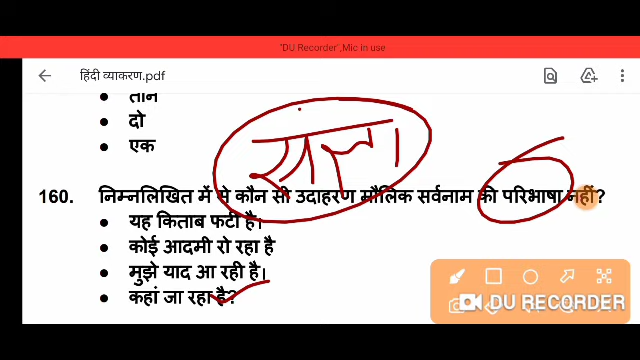 "DU Recorder",Mic in use
हिंदी व्याकरण.pdf
तीन
दो
एक
160. निम्नलिखित में से कौन सी उदाहरण मौलिक सर्वनाम की परिभाषा नहीं?
यह किताब फटी है।
कोई आदमी रो रहा है
मुझे याद आ रही है।
कहां जा रहा है?
DU RECORDER